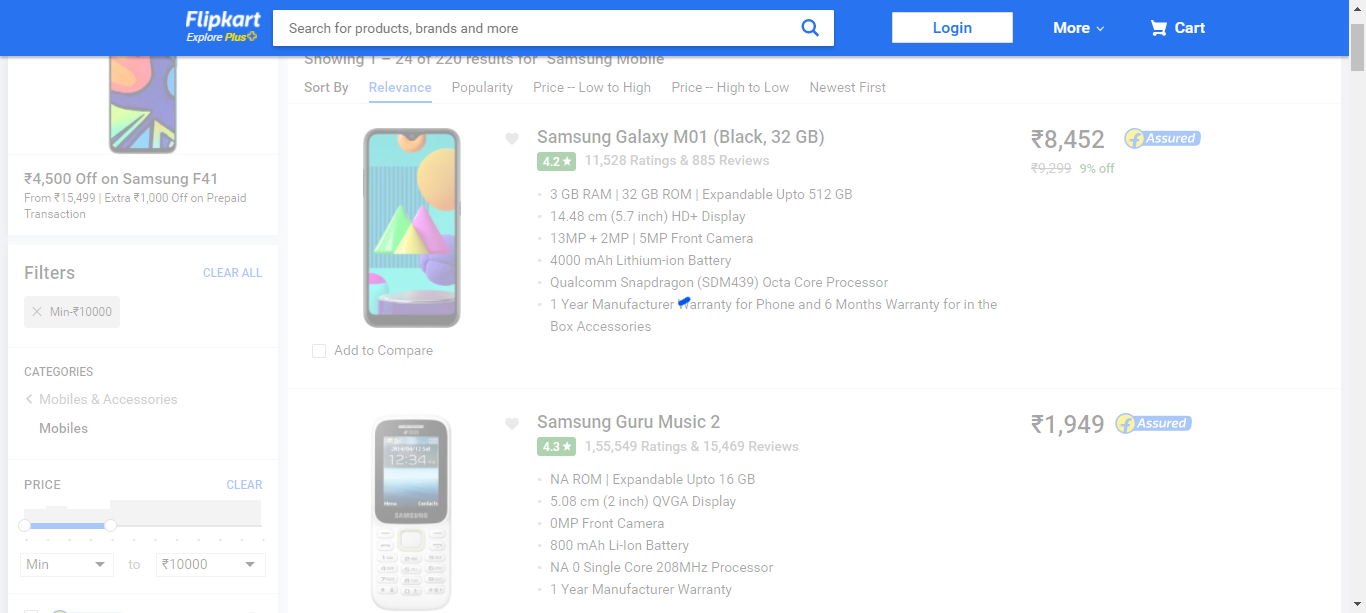 Flipkart
Explore Plus
Search for products, brands and more
Login
More
Cart
Showing 1 – 24 of 220 results for "Samsung Mobile"
Sort By
Relevance
Popularity
Price -- Low to High
Price -- High to Low
Newest First
₹4,500 Off on Samsung F41
From ₹15,499 | Extra ₹1,000 Off on Prepaid
Transaction
Filters
CLEAR ALL
Min-₹10000
CATEGORIES
Mobiles & Accessories
Mobiles
PRICE
CLEAR
Min
to
₹10000
Samsung Galaxy M01 (Black, 32 GB)
4.2 ★
11,528 Ratings & 885 Reviews
3 GB RAM | 32 GB ROM | Expandable Upto 512 GB
14.48 cm (5.7 inch) HD+ Display
13MP + 2MP | 5MP Front Camera
4000 mAh Lithium-ion Battery
Qualcomm Snapdragon (SDM439) Octa Core Processor
1 Year Manufacturer Warranty for Phone and 6 Months Warranty for in the
Box Accessories
₹8,452
Assured
₹9,299
9% off
Add to Compare
Samsung Guru Music 2
4.3 ★
1,55,549 Ratings & 15,469 Reviews
NA ROM | Expandable Upto 16 GB
5.08 cm (2 inch) QVGA Display
0MP Front Camera
800 mAh Li-Ion Battery
NA 0 Single Core 208MHz Processor
1 Year Manufacturer Warranty
₹1,949
Assured
12:34
Menu
Contacts
SAMSUNG